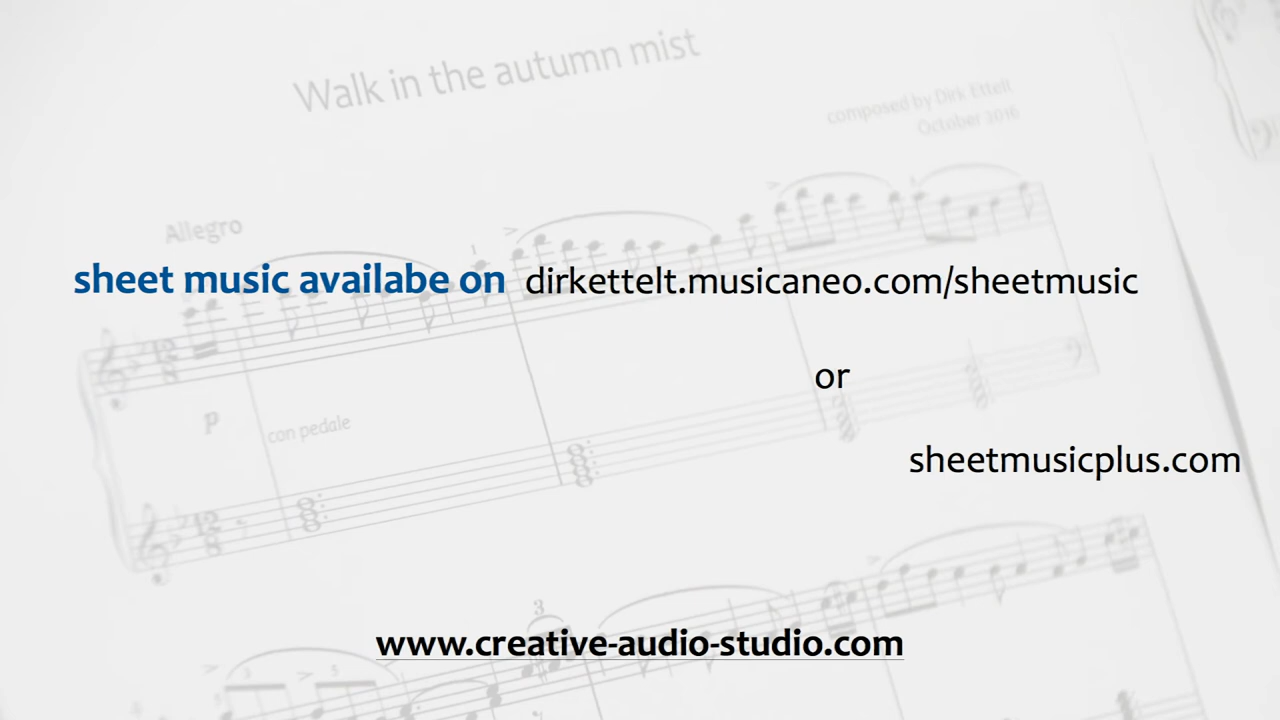 Walk in the autumn mist
composed by Dirk Ettelt
October 2016
Allegro
sheet music availabe on dirkettelt.musicaneo.com/sheetmusic
or
p
con pedale
sheetmusicplus.com
3
www.creative-audio-studio.com